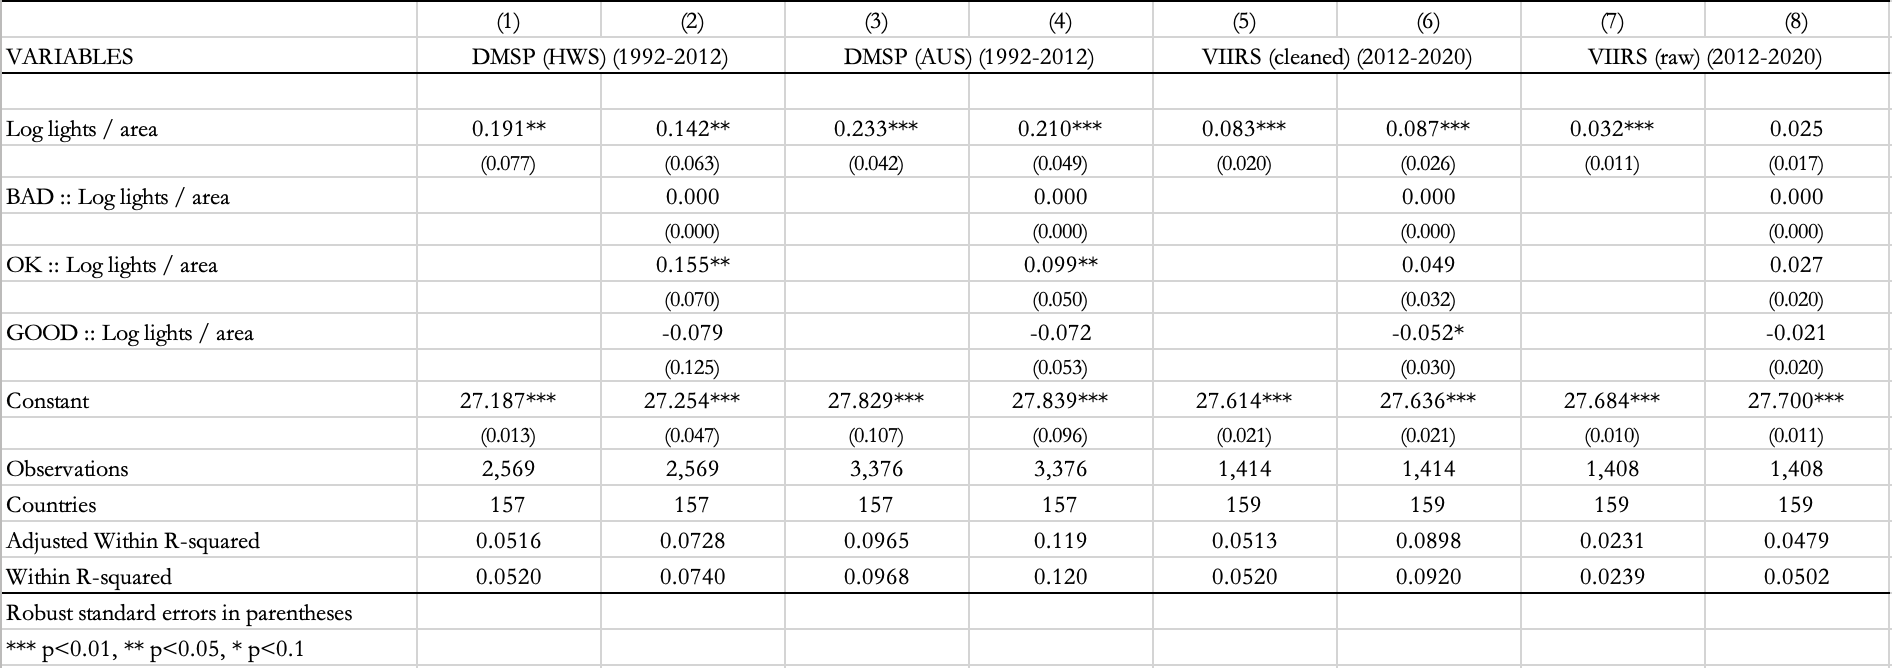 (1) (2) (3) (4) (5) (6) (7) (8)
VARIABLES DMSP (HWS) (1992-2012) DMSP (AUS) (1992-2012) VIIRS (cleaned) (2012-2020) VIIRS (raw) (2012-2020)
Log lights / area 0.191** 0.142** 0.233*** 0.210*** 0.083*** 0.087*** 0.032*** 0.025
(0.077) (0.063) (0.042) (0.049) (0.020) (0.026) (0.011) (0.017)
BAD :: Log lights / area 0.000 0.000 0.000 0.000
(0.000) (0.000) (0.000) (0.000)
OK :: Log lights / area 0.155** 0.099** 0.049 0.027
(0.070) (0.050) (0.032) (0.020)
GOOD :: Log lights / area -0.079 -0.072 -0.052* -0.021
(0.125) (0.053) (0.030) (0.020)
Constant 27.187*** 27.254*** 27.829*** 27.839*** 27.614*** 27.636*** 27.684*** 27.700***
(0.013) (0.047) (0.107) (0.096) (0.021) (0.021) (0.010) (0.011)
Observations 2,569 2,569 3,376 3,376 1,414 1,414 1,408 1,408
Countries 157 157 157 157 159 159 159 159
Adjusted Within R-squared 0.0516 0.0728 0.0965 0.119 0.0513 0.0898 0.0231 0.0479
Within R-squared 0.0520 0.0740 0.0968 0.120 0.0520 0.0920 0.0239 0.0502
Robust standard errors in parentheses
*** p<0.01, ** p<0.05, * p<0.1